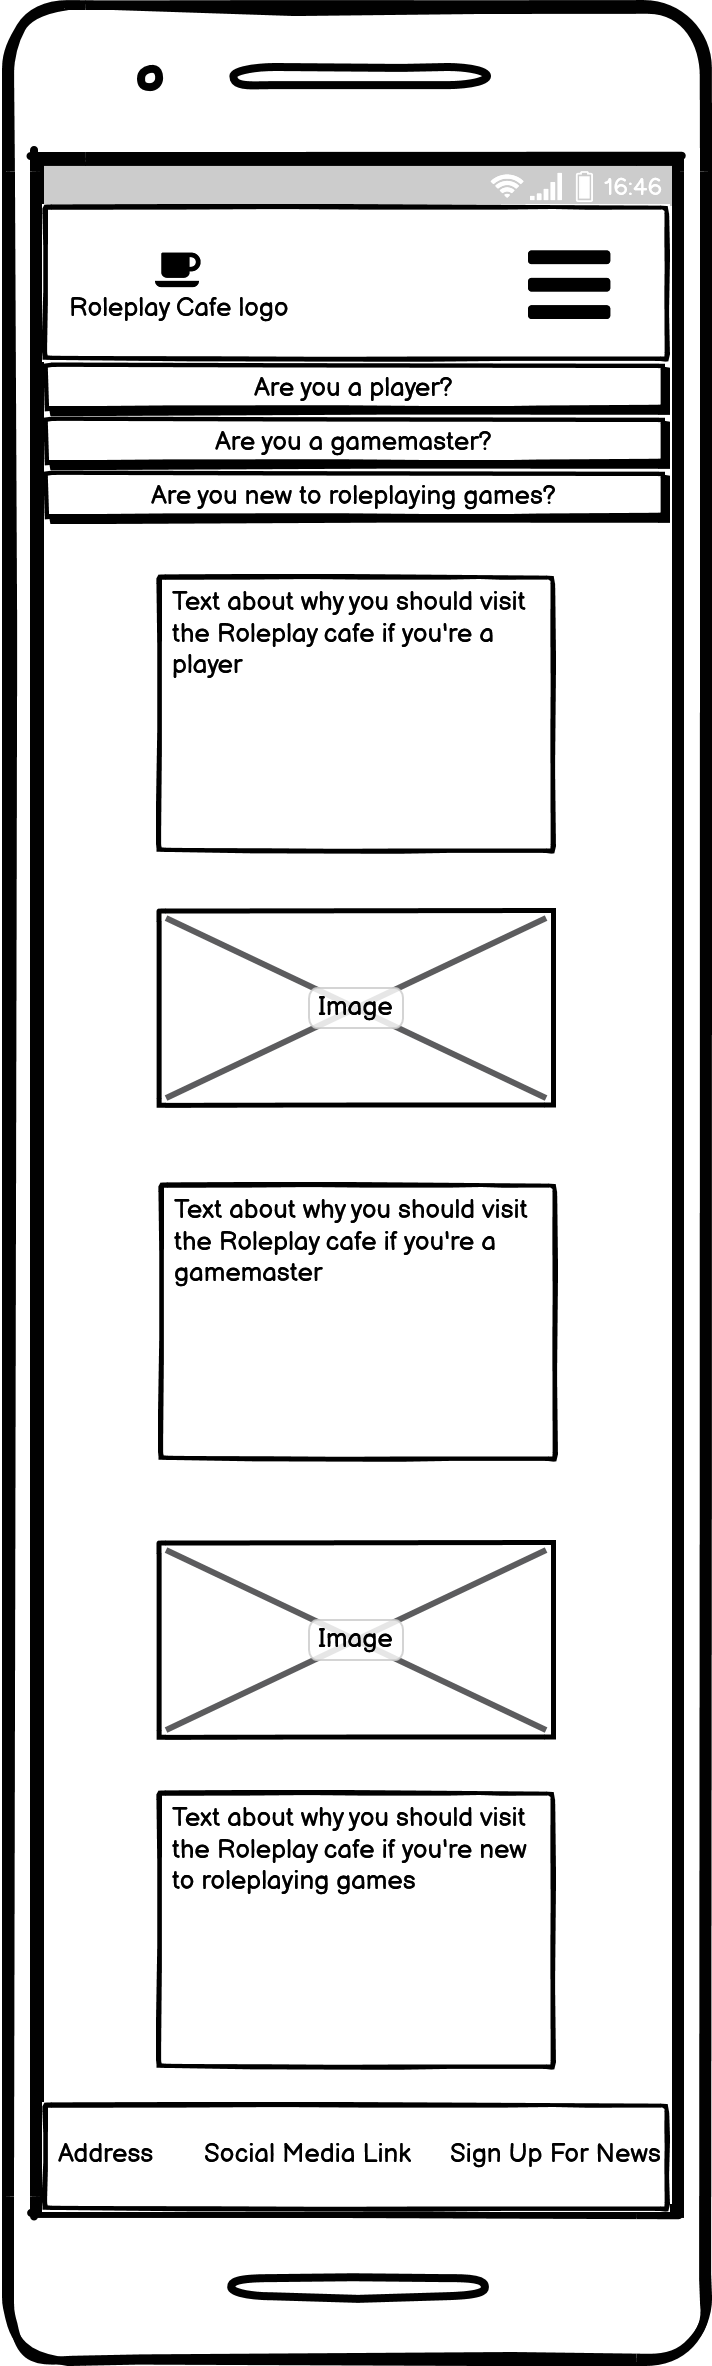 16:46
Roleplay Cafe logo
Are you a player?
Are you a gamemaster?
Are you new to roleplaying games?
Text about why you should visit
the Roleplay cafe if you're a
player
Image
Text about why you should visit
the Roleplay cafe if you're a
gamemaster
Image
Text about why you should visit
the Roleplay cafe if you're new
to roleplaying games
Address Social Media Link Sign Up For News